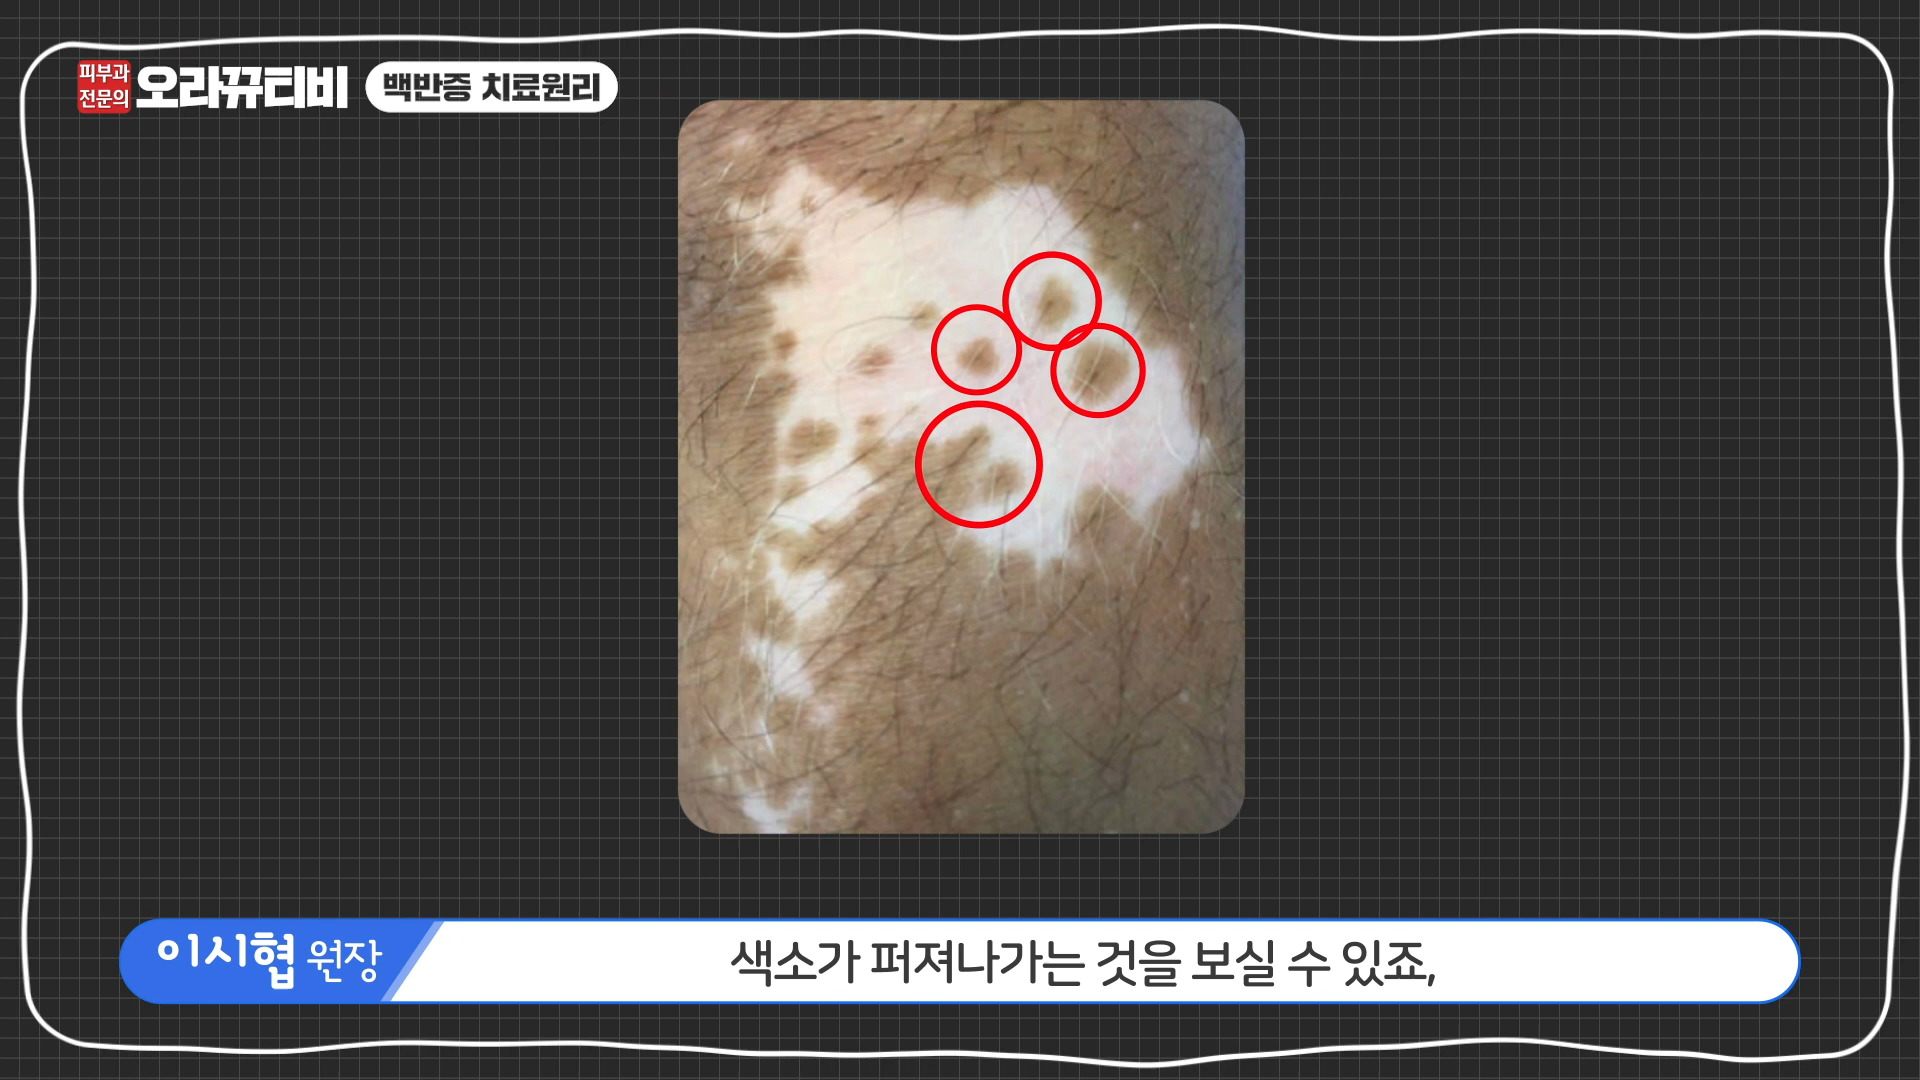 피부과
전문의
오라뀨티비
백반증 치료원리
이시협 원장
색소가 퍼져나가는 것을 보실 수 있죠,